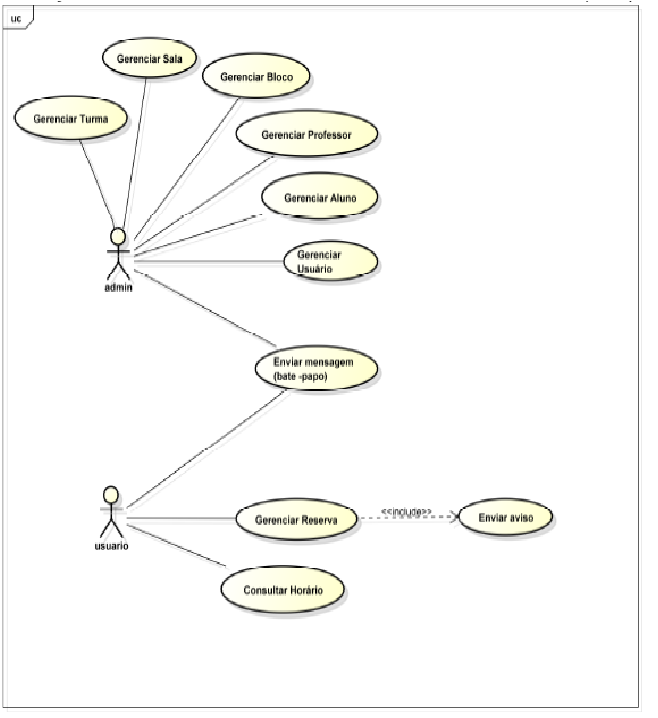 uc
Gerenciar Sala
Gerenciar Bloco
Gerenciar Turma
Gerenciar Professor
Gerenciar Aluno
Gerenciar
Usuário
admin
Enviar mensagem
(bate -papo)
<<include>>
Gerenciar Reserva
Enviar aviso
usuario
Consultar Horário